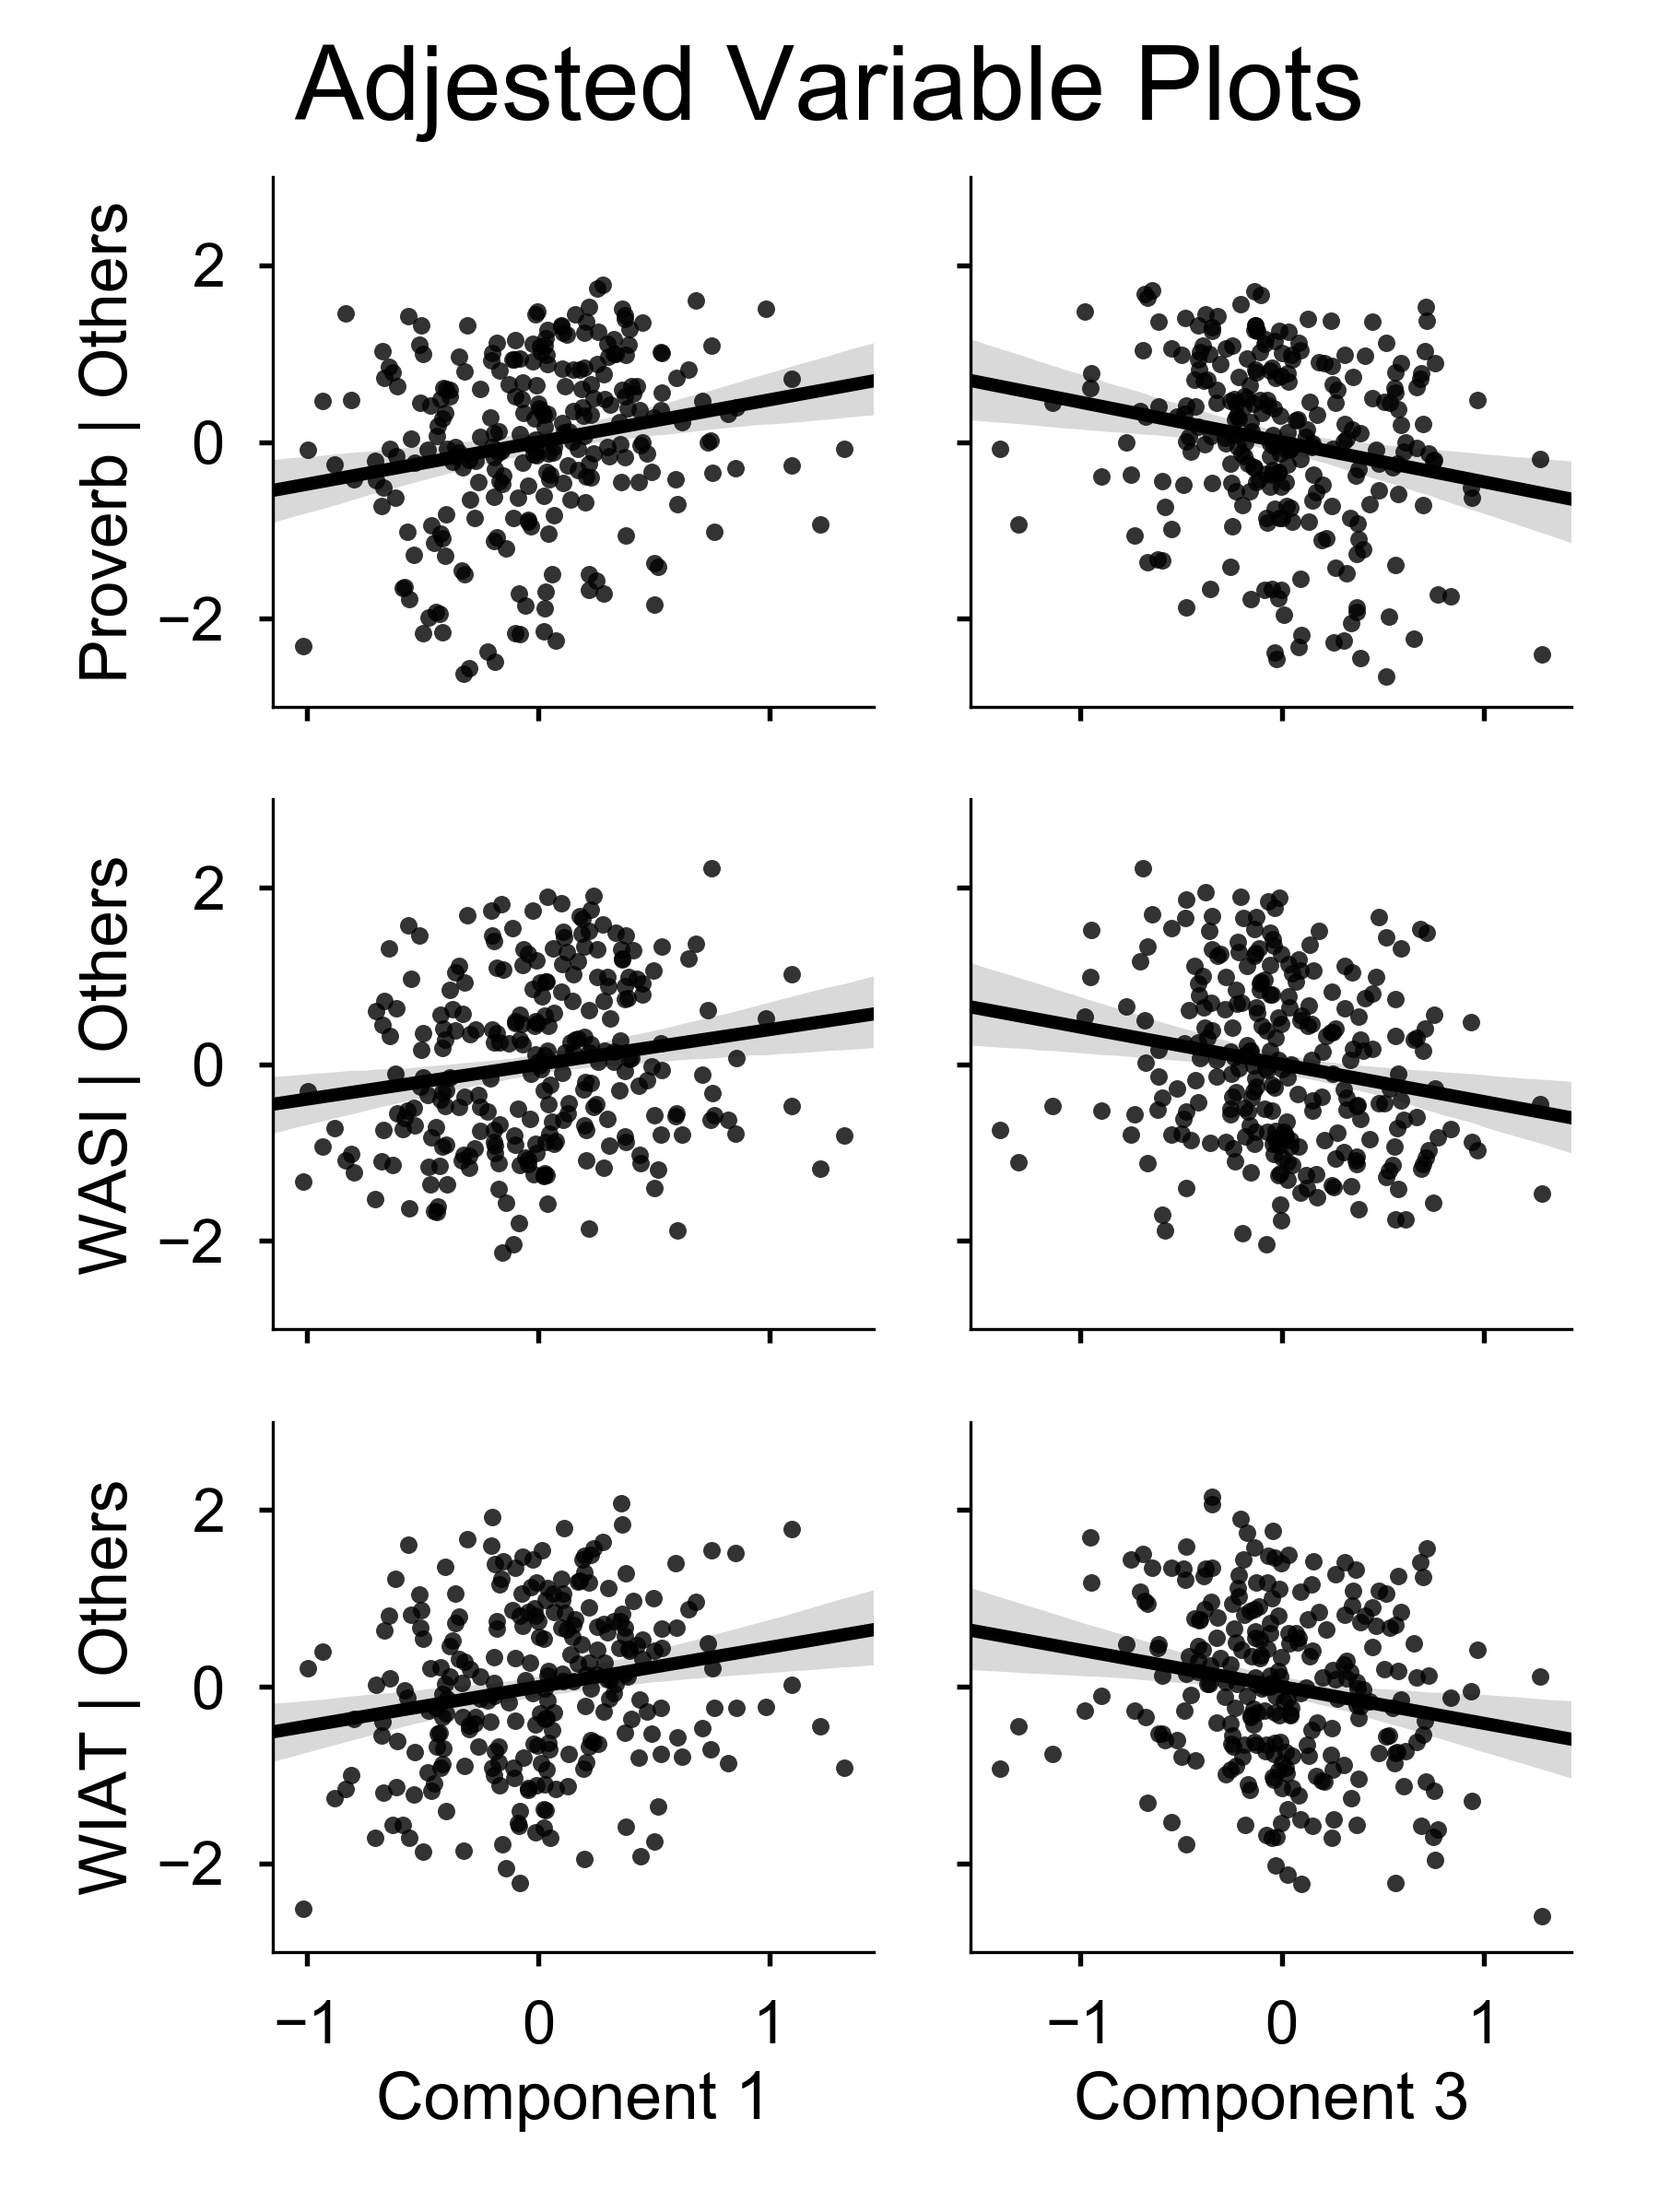 Adjested Variable Plots
Proverb | Others
2
0
−2
WASI | Others
2
0
−2
WIAT | Others
2
0
−2
−1 0 1
−1 0 1
Component 1
Component 3